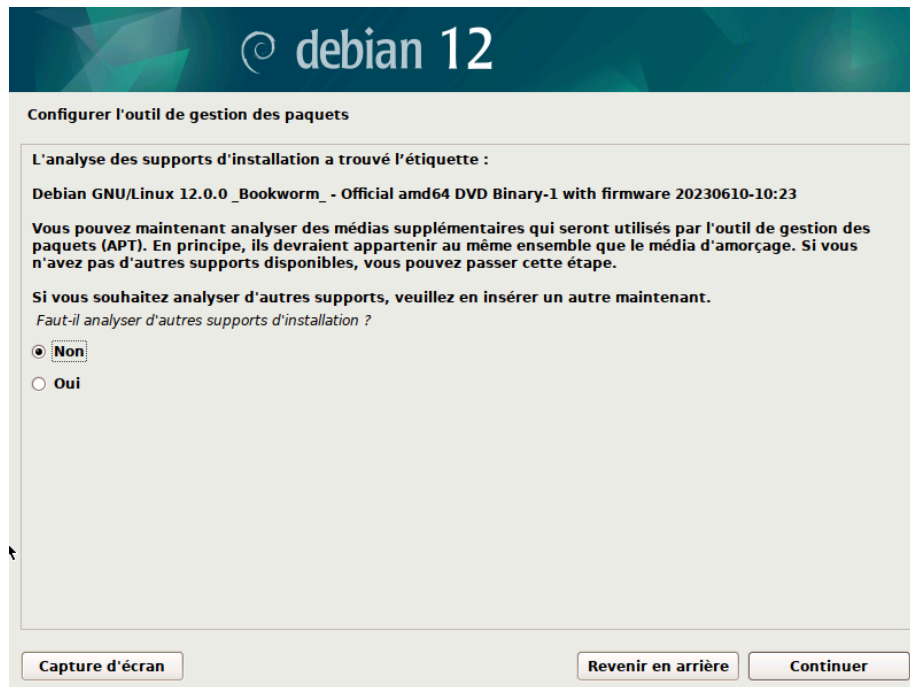 debian 12
Configurer l'outil de gestion des paquets
L'analyse des supports d'installation a trouvé l’étiquette :
Debian GNU/Linux 12.0.0 _Bookworm_ - Official amd64 DVD Binary-1 with firmware 20230610-10:23
Vous pouvez maintenant analyser des médias supplémentaires qui seront utilisés par l'outil de gestion des
paquets (APT). En principe, ils devraient appartenir au même ensemble que le média d'amorçage. Si vous
n'avez pas d'autres supports disponibles, vous pouvez passer cette étape.
Si vous souhaitez analyser d'autres supports, veuillez en insérer un autre maintenant.
Faut-il analyser d'autres supports d'installation ?
Non
Oui
Capture d'écran
Revenir en arrière
Continuer